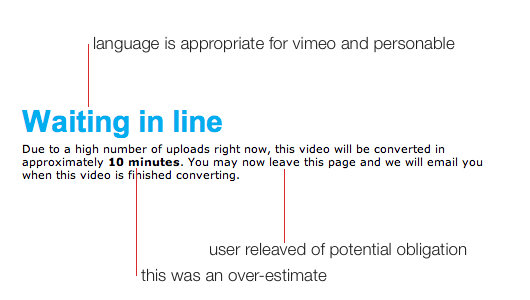 language is appropriate for vimeo and personable
Waiting in line
Due to a high number of uploads right now, this video will be converted in
approximately 10 minutes. You may now leave this page and we will email you
when this video is finished converting.
user releaved of potential obligation
this was an over-estimate